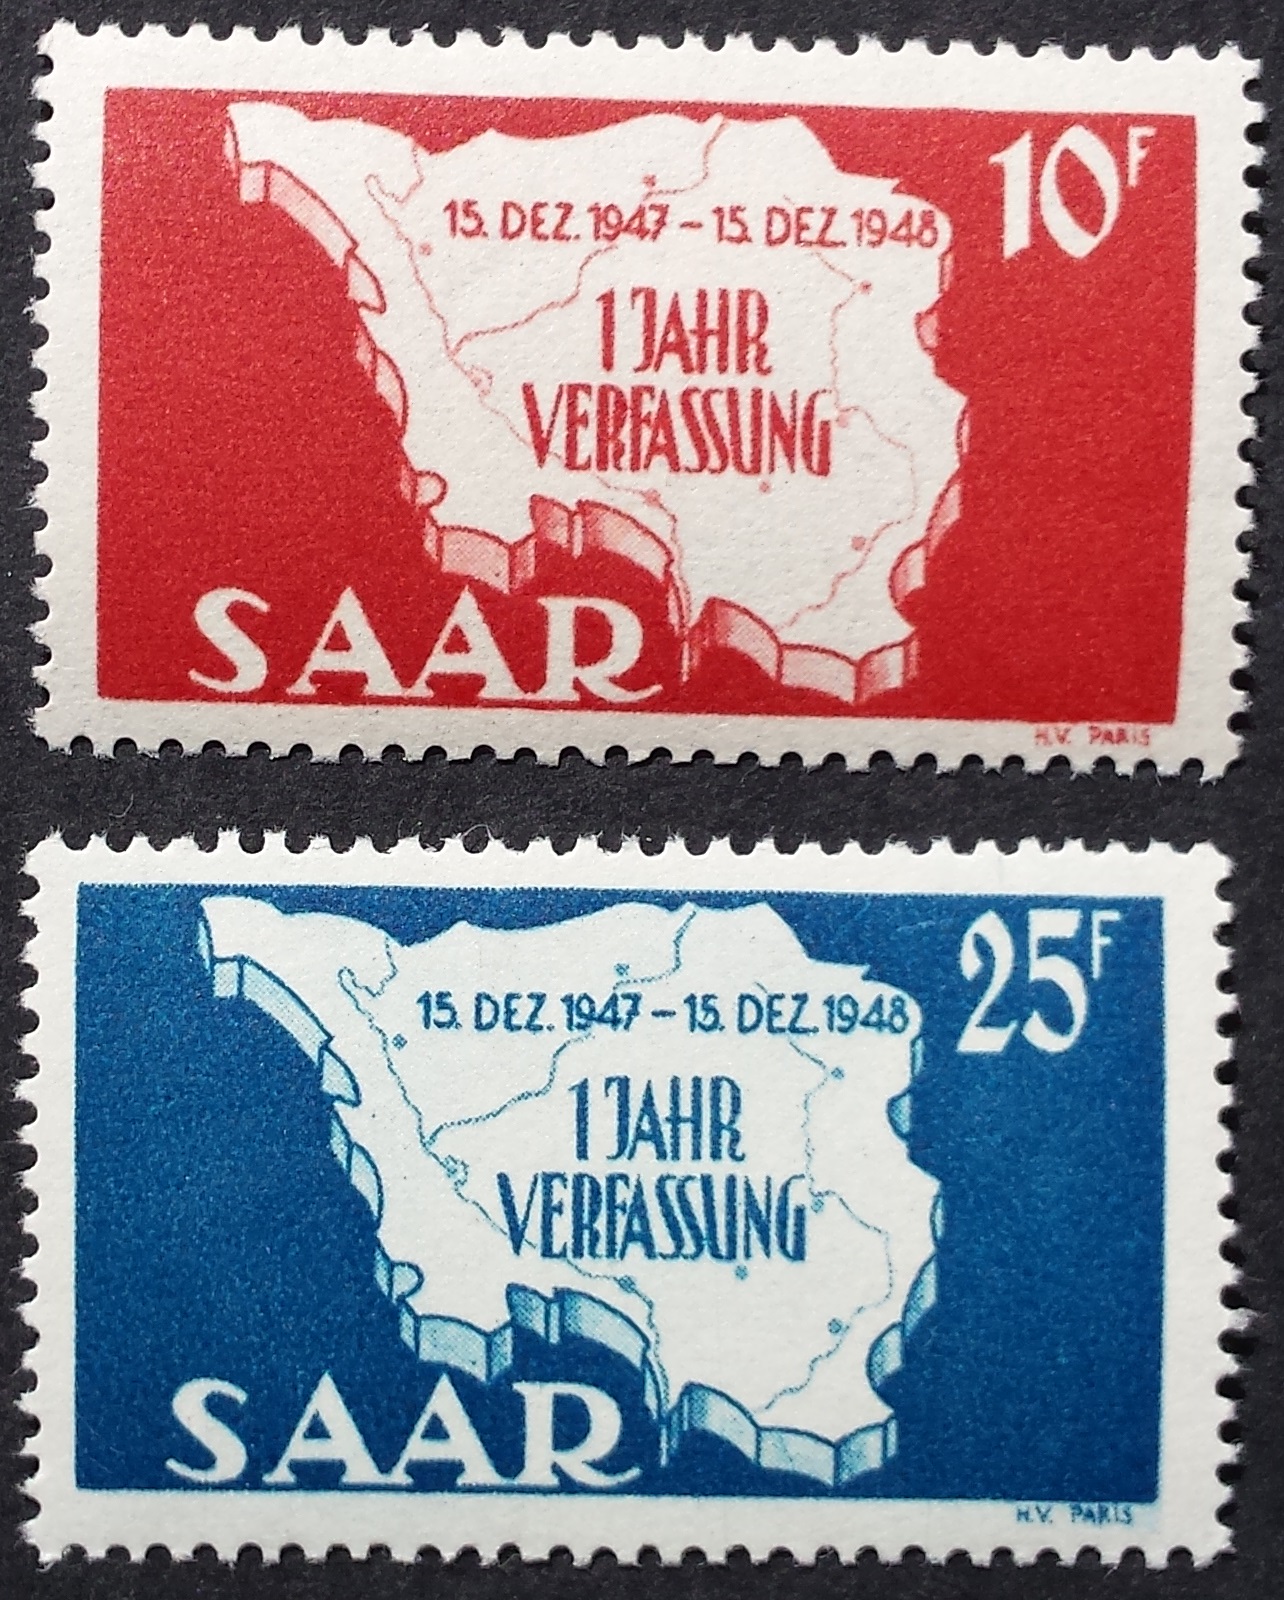 10F
15. DEZ. 1947 – 15. DEZ. 1948
1 JAHR
VERFASSUNG
SAAR
H.V. PARIS
25F
15. DEZ. 1947 – 15. DEZ. 1948
1 JAHR
VERFASSUNG
SAAR
H.V. PARIS